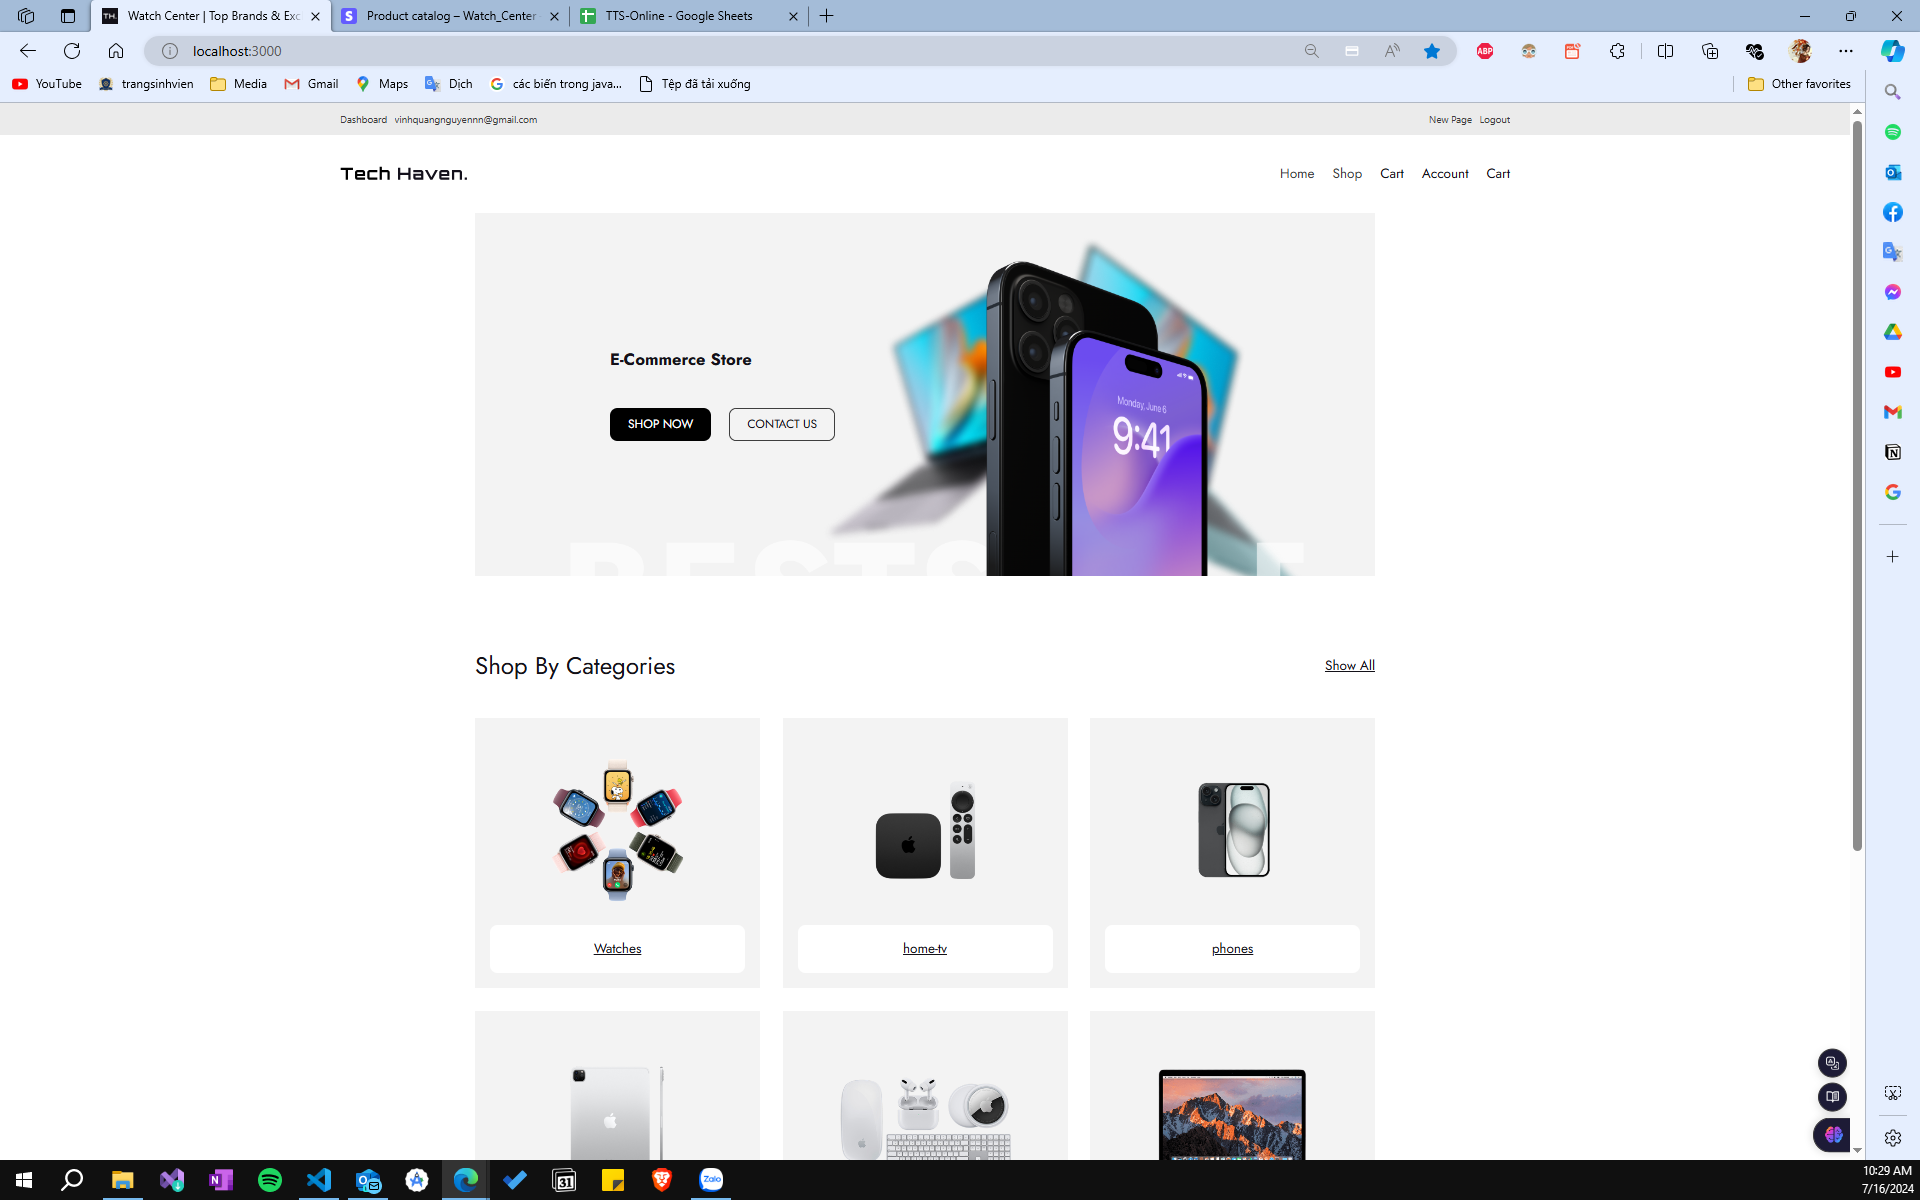 Watch Center | Top Brands & Exc
Product catalog – Watch_Center
TTS-Online - Google Sheets
localhost:3000
YouTube
trangsinhvien
Media
Gmail
Maps
Dịch
các biến trong java...
Tệp đã tải xuống
Other favorites
Dashboard vinhquangnguyennn@gmail.com
New Page Logout
Tech Haven.
Home Shop Cart Account Cart
E-Commerce Store
SHOP NOW
CONTACT US
Monday, June 6
9:41
Shop By Categories
Show All
Watches
home-tv
phones
10:29 AM
7/16/2024